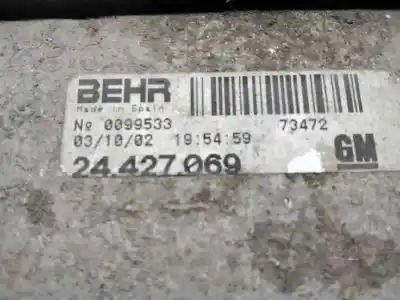 BEHR
Made in Spain
Nº 0099533 73472
03/10/02 19:54:59
24.427.069 GM